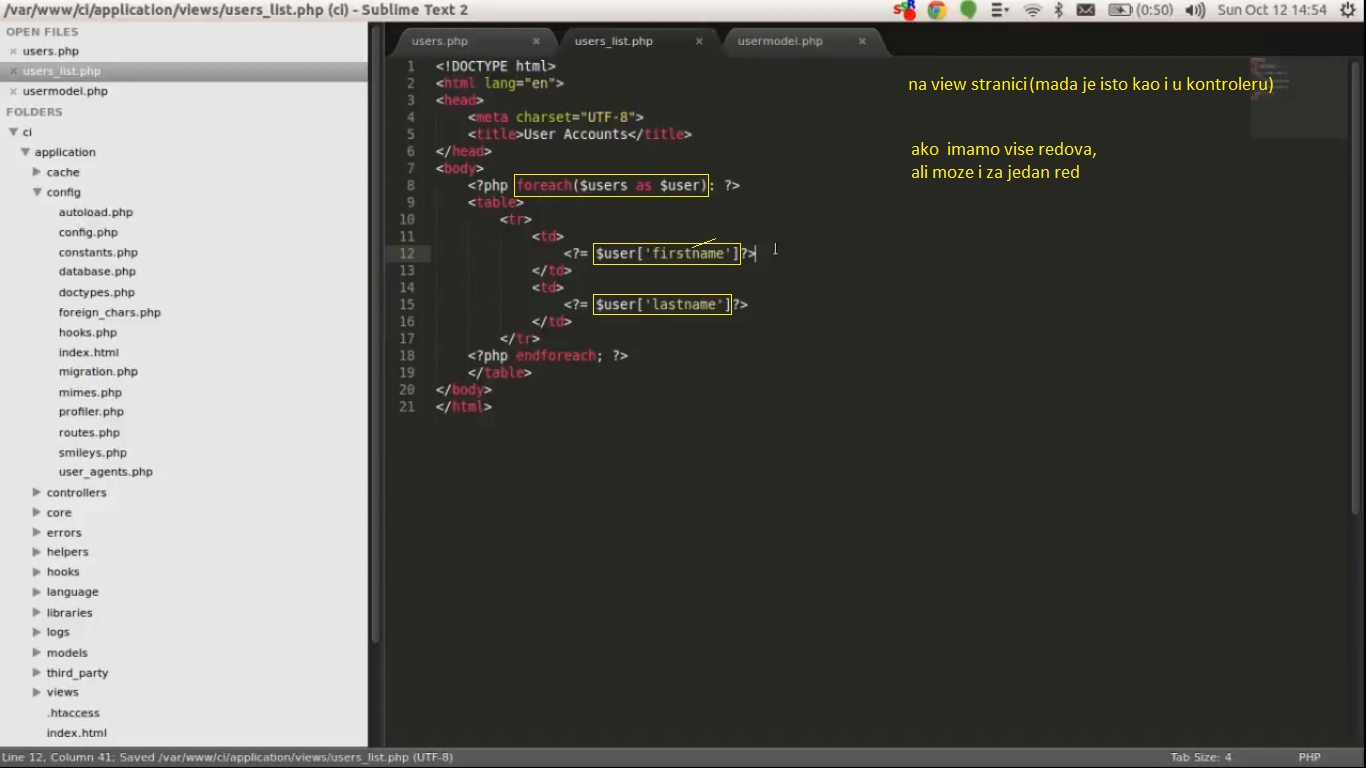 /var/www/ci/application/views/users_list.php (ci) - Sublime Text 2
(0:50)
Sun Oct 12 14:54
OPEN FILES
× users.php
× users_list.php
× usermodel.php
FOLDERS
ci
application
cache
config
autoload.php
config.php
constants.php
database.php
doctypes.php
foreign_chars.php
hooks.php
index.html
migration.php
mimes.php
profiler.php
routes.php
smileys.php
user_agents.php
controllers
core
errors
helpers
hooks
language
libraries
logs
models
third_party
views
.htaccess
index.html
users.php ×
users_list.php ×
usermodel.php ×
1 <!DOCTYPE html>
2 <html lang="en">
3 <head>
4 <meta charset="UTF-8">
5 <title>User Accounts</title>
6 </head>
7 <body>
8 <?php foreach($users as $user): ?>
9 <table>
10 <tr>
11 <td>
12 <?= $user['firstname']?>
13 </td>
14 <td>
15 <?= $user['lastname']?>
16 </td>
17 </tr>
18 <?php endforeach; ?>
19 </table>
20 </body>
21 </html>
na view stranici (mada je isto kao i u kontroleru)
ako imamo vise redova,
ali moze i za jedan red
Line 12, Column 41; Saved /var/www/ci/application/views/users_list.php (UTF-8)
Tab Size: 4
PHP